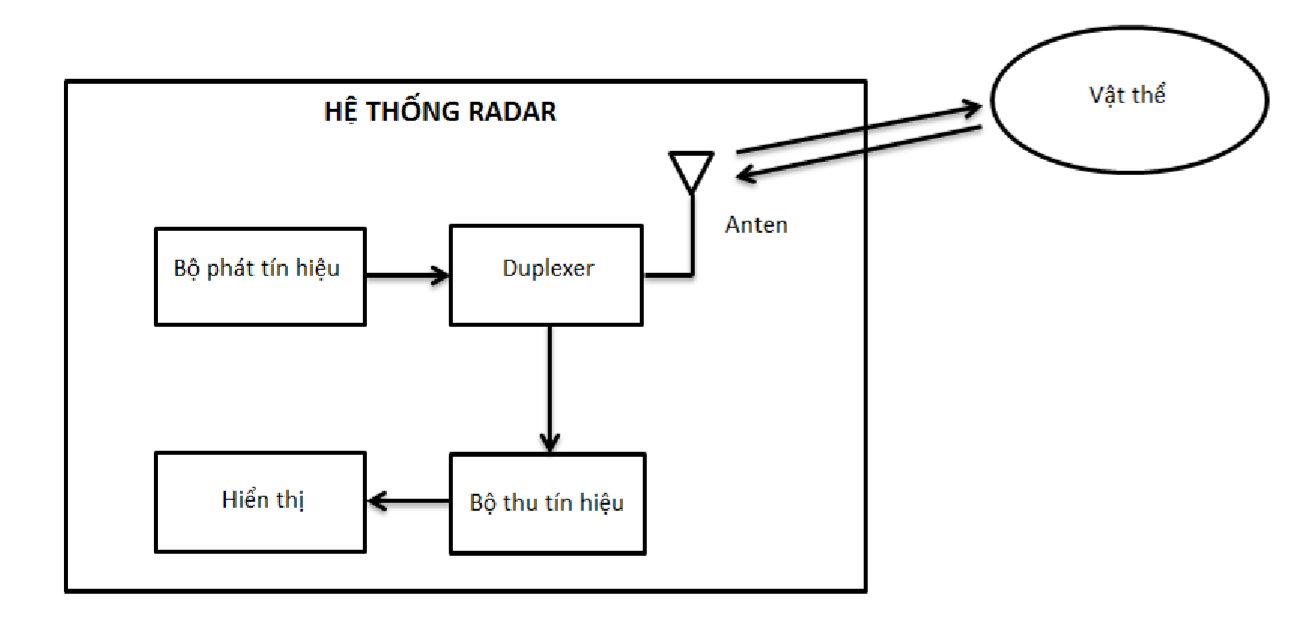 HỆ THỐNG RADAR
Vật thể
Anten
Bộ phát tín hiệu
Duplexer
Hiển thị
Bộ thu tín hiệu